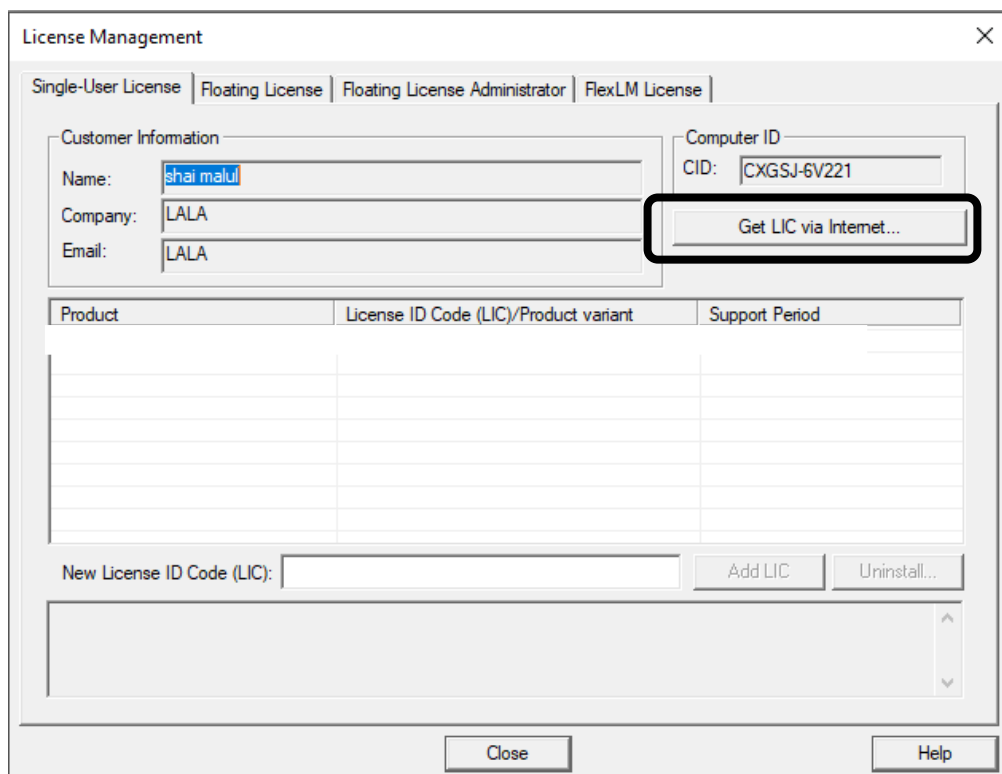 License Management
Single-User License Floating License Floating License Administrator FlexLM License
Customer Information
Name: shai malul
Company: LALA
Email: LALA
Computer ID
CID: CXGSJ-6V221
Get LIC via Internet...
Product License ID Code (LIC)/Product variant Support Period
New License ID Code (LIC): Add LIC Uninstall...
Close Help